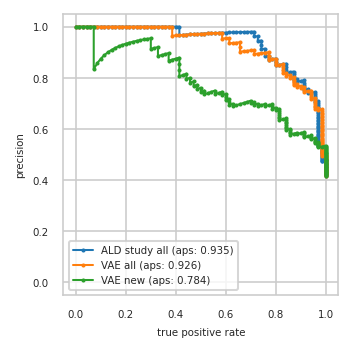 1.0
0.8
0.6
0.4
0.2
0.0
precision
ALD study all (aps: 0.935)
VAE all (aps: 0.926)
VAE new (aps: 0.784)
0.0 0.2 0.4 0.6 0.8 1.0
true positive rate